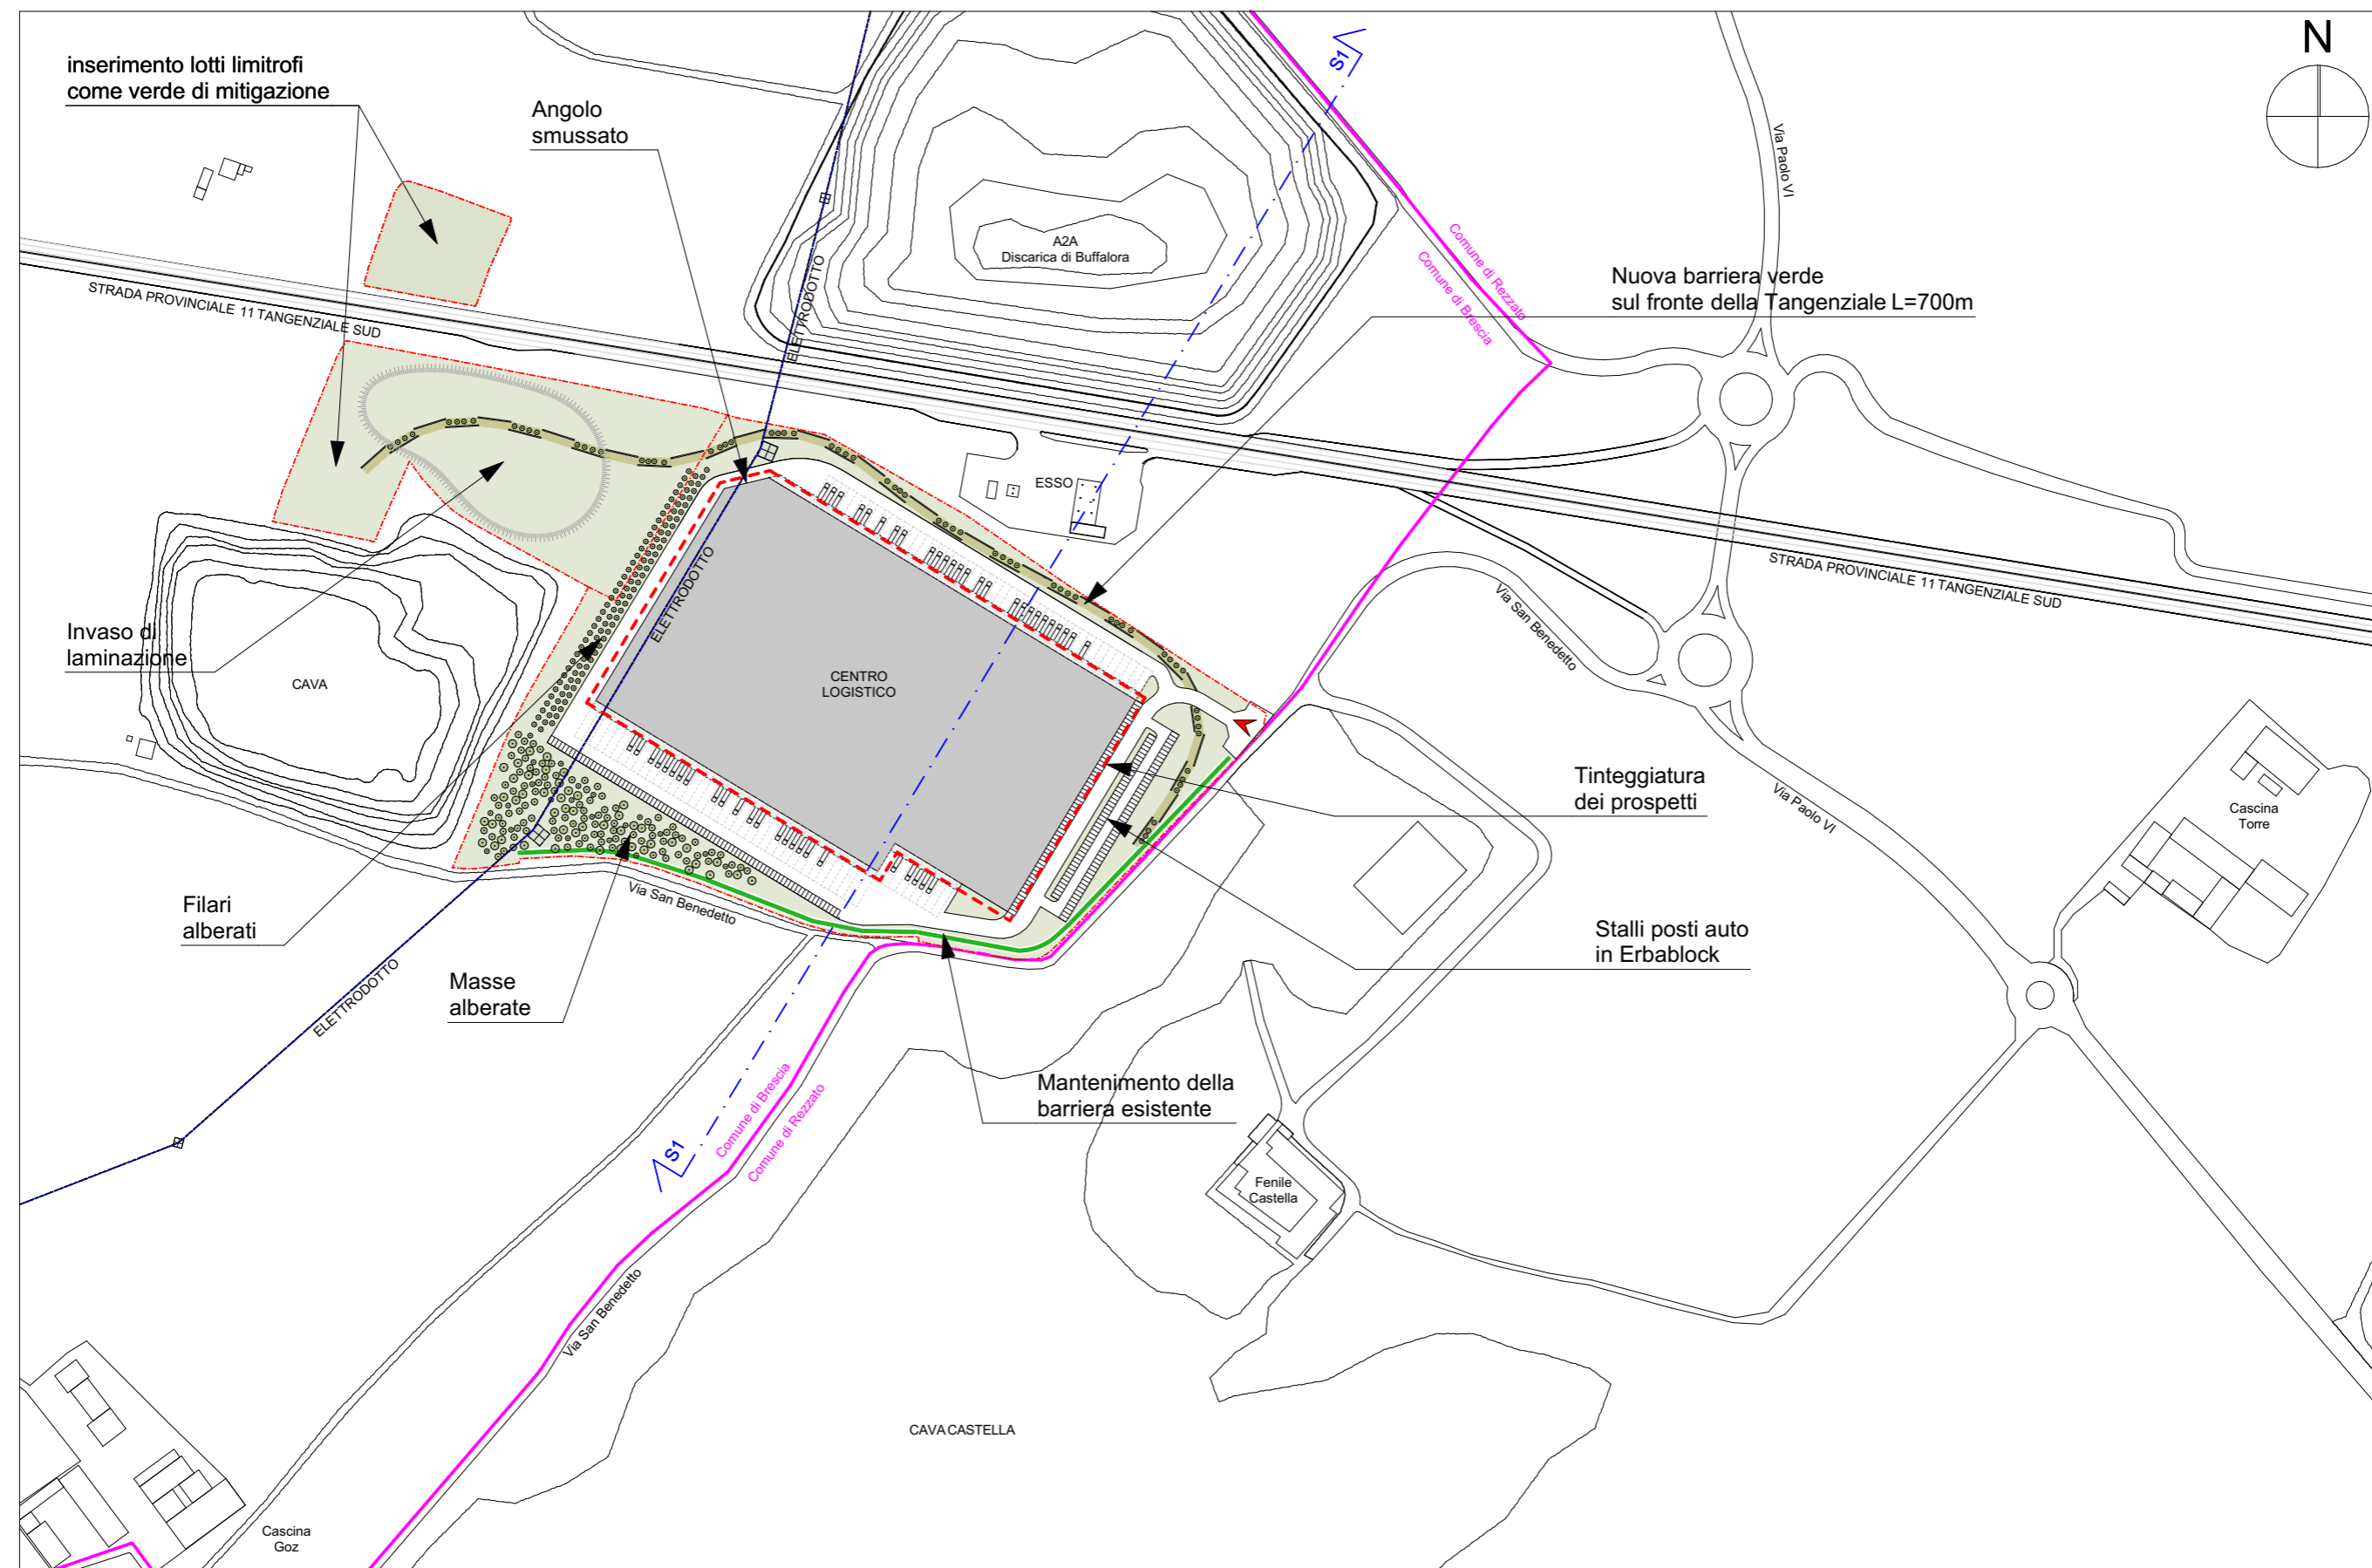 N
inserimento lotti limitrofi
come verde di mitigazione
Angolo
smussato
S1
Via Paolo VI
A2A
Discarica di Buffalora
Comune di Rezzato
Comune di Brescia
Nuova barriera verde
sul fronte della Tangenziale L=700m
ELETTRODOTTO
STRADA PROVINCIALE 11 TANGENZIALE SUD
ESSO
ELETTRODOTTO
STRADA PROVINCIALE 11 TANGENZIALE SUD
Via San Benedetto
Invaso di
laminazione
CAVA
CENTRO
LOGISTICO
Tinteggiatura
dei prospetti
Via Paolo VI
Cascina
Torre
Filari
alberati
Via San Benedetto
Stalli posti auto
in Erbablock
Masse
alberate
ELETTRODOTTO
Mantenimento della
barriera esistente
Comune di Brescia
Comune di Rezzato
S1
Fenile
Castella
Via San Benedetto
CAVA CASTELLA
Cascina
Goz